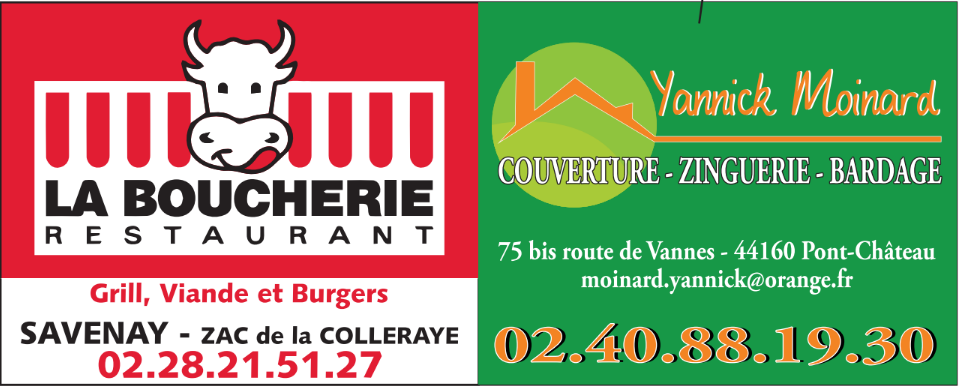 LA BOUCHERIE
RESTAURANT
Grill, Viande et Burgers
SAVENAY - ZAC de la COLLERAYE
02.28.21.51.27
Yannick Moinard
COUVERTURE - ZINGUERIE - BARDAGE
75 bis route de Vannes - 44160 Pont-Château
moinard.yannick@orange.fr
02.40.88.19.30